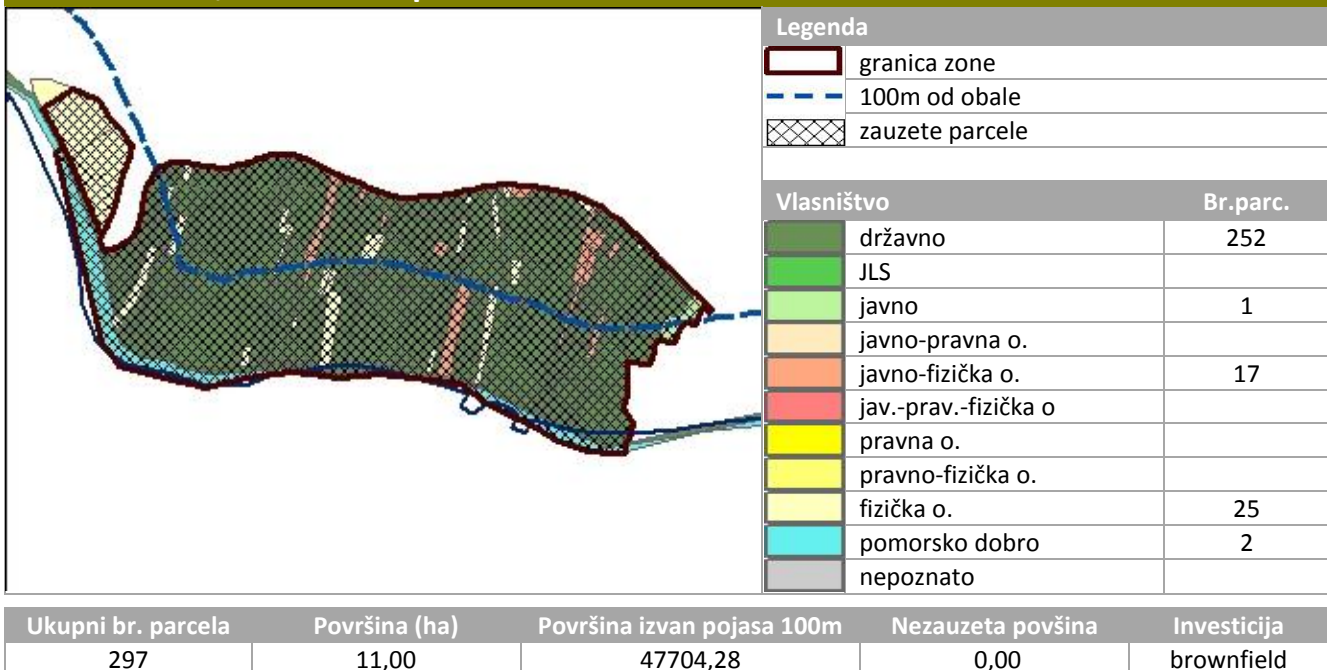 Legenda
granica zone
100m od obale
zauzete parcele
Vlasništvo Br.parc.
državno 252
JLS
javno 1
javno-pravna o.
javno-fizička o. 17
jav.-prav.-fizička o
pravna o.
pravno-fizička o.
fizička o. 25
pomorsko dobro 2
nepoznato
Ukupni br. parcela Površina (ha) Površina izvan pojasa 100m Nezauzeta povšina Investicija
297 11,00 47704,28 0,00 brownfield